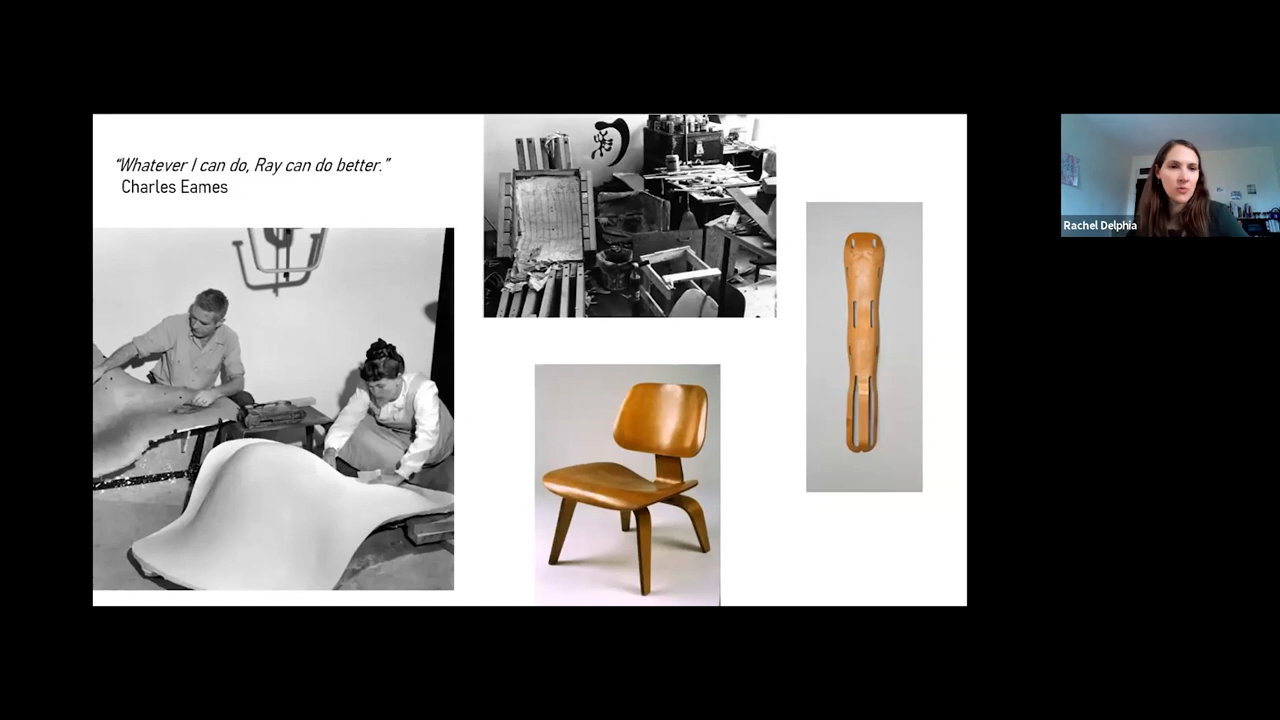 “Whatever I can do, Ray can do better.”
Charles Eames
Rachel Delphia